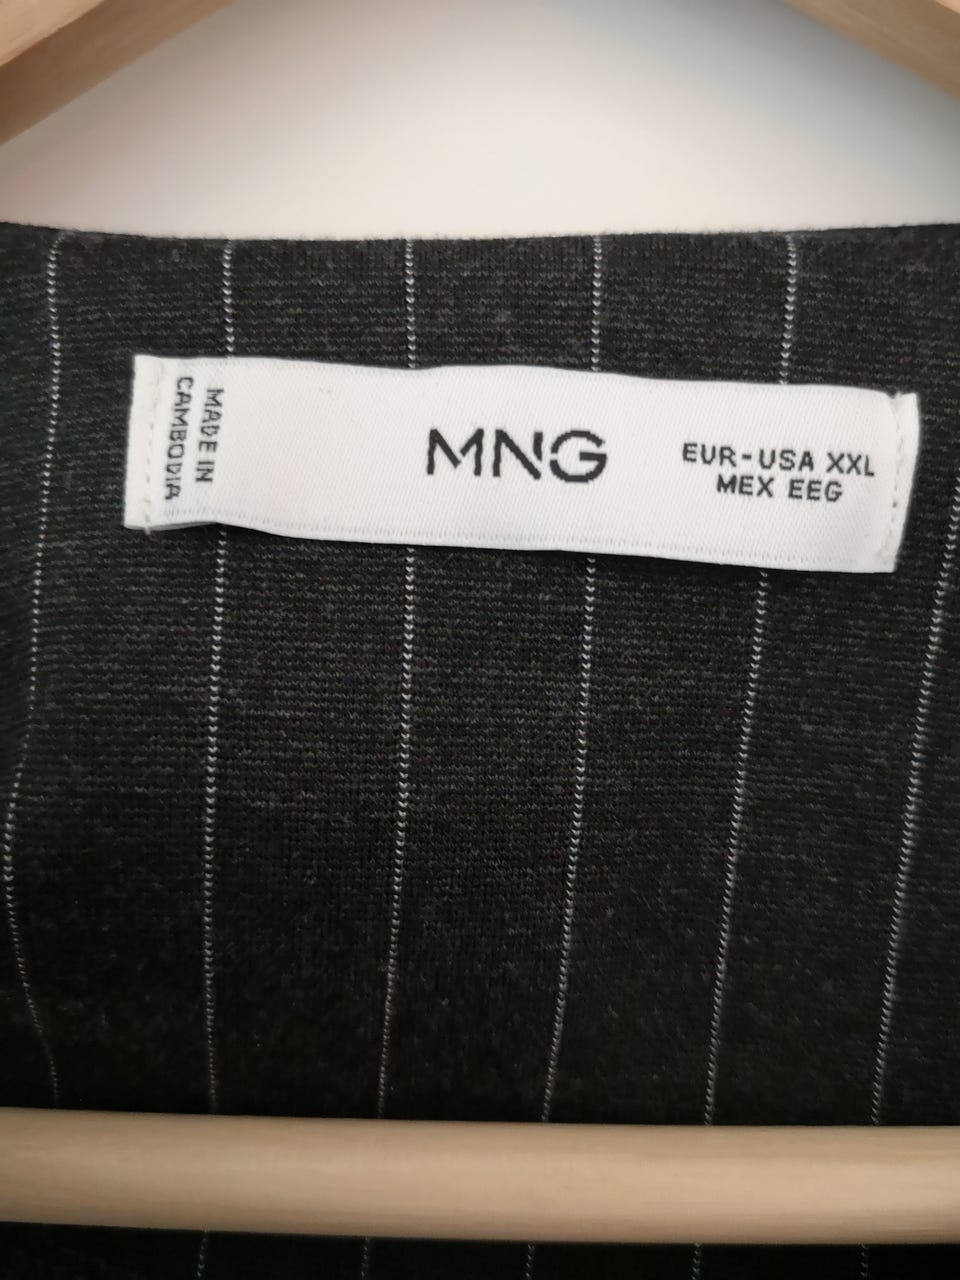 MADE IN
CAMBODIA
MNG
EUR-USA XXL
MEX EEG